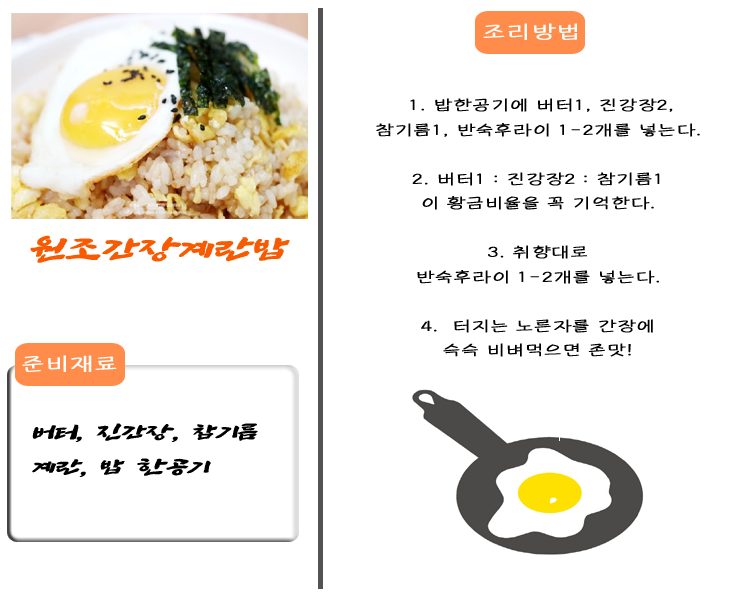 원조간장계란밥
준비재료
버터, 진간장, 참기름
계란, 밥 한공기
조리방법
1. 밥한공기에 버터1, 진강장2,
참기름1, 반숙후라이 1-2개를 넣는다.
2. 버터1 : 진강장2 : 참기름1
이 황금비율을 꼭 기억한다.
3. 취향대로
반숙후라이 1-2개를 넣는다.
4. 터지는 노른자를 간장에
슥슥 비벼먹으면 존맛!